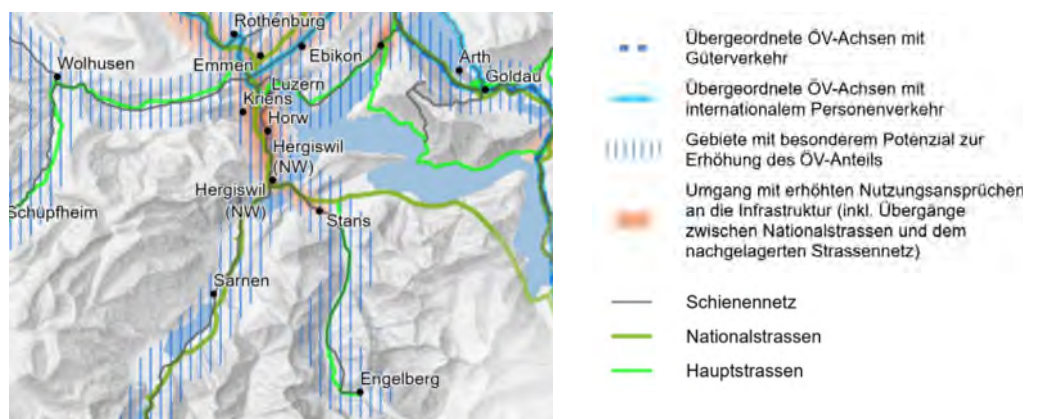 Rothenburg
Wolhusen
Ebikon
Arth
Emmen
Goldau
Luzern
Kriens
Horw
Hergiswil
(NW)
Hergiswil
(NW)
Schüpfheim
Stans
Sarnen
Engelberg
Übergeordnete ÖV-Achsen mit
Güterverkehr
Übergeordnete ÖV-Achsen mit
internationalem Personenverkehr
Gebiete mit besonderem Potenzial zur
Erhöhung des ÖV-Anteils
Umgang mit erhöhten Nutzungsansprüchen
an die Infrastruktur (inkl. Übergänge
zwischen Nationalstrassen und dem
nachgelagerten Strassennetz)
Schienennetz
Nationalstrassen
Hauptstrassen